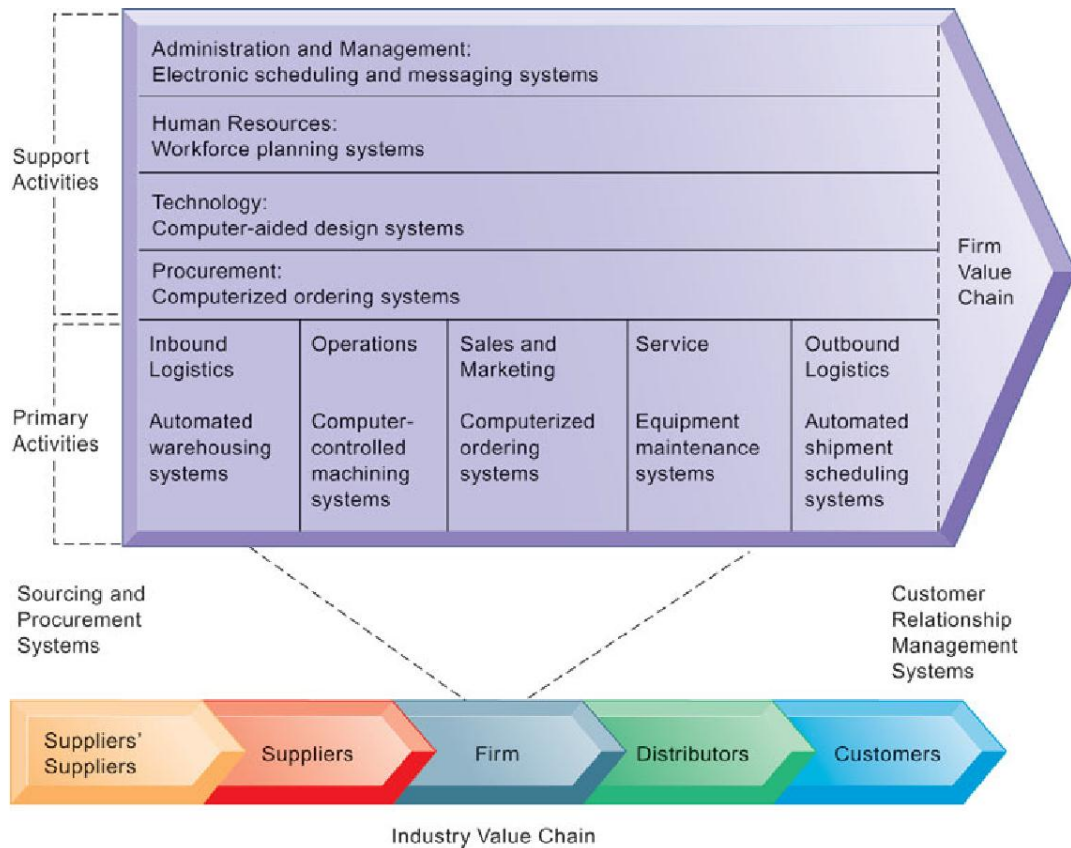 Administration and Management:
Electronic scheduling and messaging systems
Human Resources:
Workforce planning systems
Support
Activities
Technology:
Computer-aided design systems
Procurement:
Computerized ordering systems
Firm
Value
Chain
Primary
Activities
Inbound
Logistics
Automated
warehousing
systems
Operations
Computer-
controlled
machining
systems
Sales and
Marketing
Computerized
ordering
systems
Service
Equipment
maintenance
systems
Outbound
Logistics
Automated
shipment
scheduling
systems
Sourcing and
Procurement
Systems
Customer
Relationship
Management
Systems
Suppliers’
Suppliers
Suppliers
Firm
Distributors
Customers
Industry Value Chain